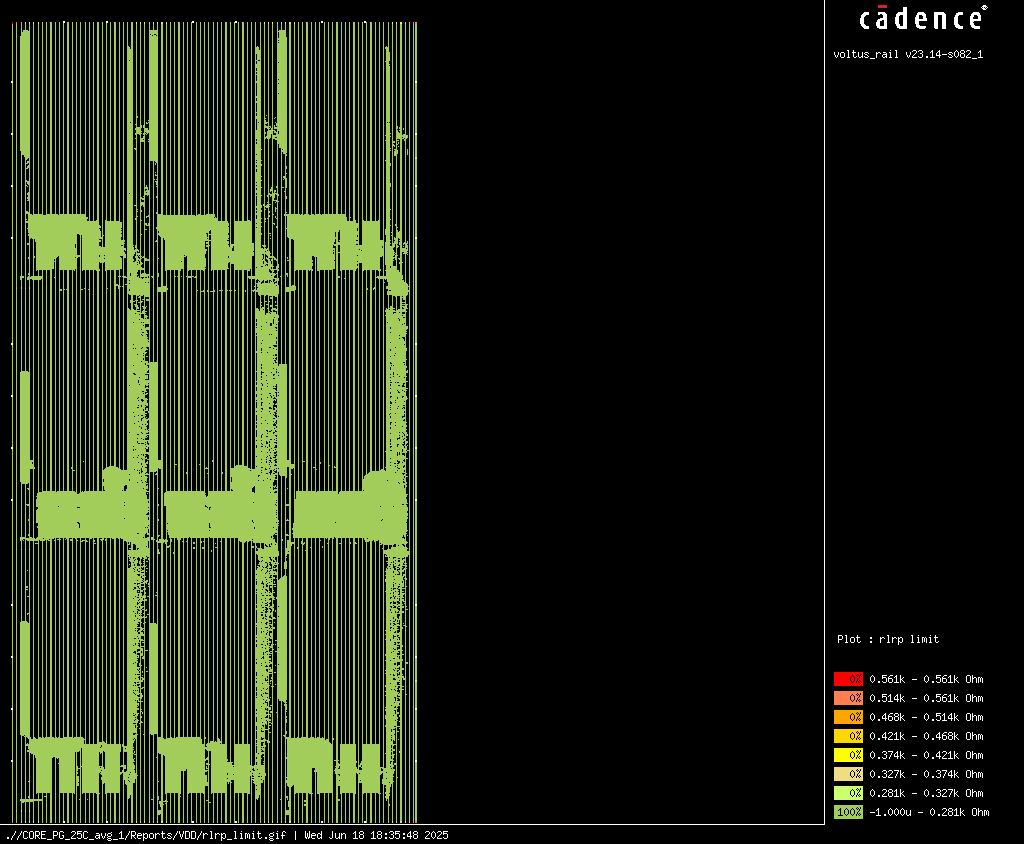 cādence®
voltus_rail v23.14-s082_1
Plot : rlrp limit
0% 0.561k - 0.561k Ohm
0% 0.514k - 0.561k Ohm
0% 0.468k - 0.514k Ohm
0% 0.421k - 0.468k Ohm
0% 0.374k - 0.421k Ohm
0% 0.327k - 0.374k Ohm
0% 0.281k - 0.327k Ohm
100% -1.000u - 0.281k Ohm
.//CORE_PG_25C_avg_1/Reports/VDD/rlrp_limit.gif | Wed Jun 18 18:35:48 2025